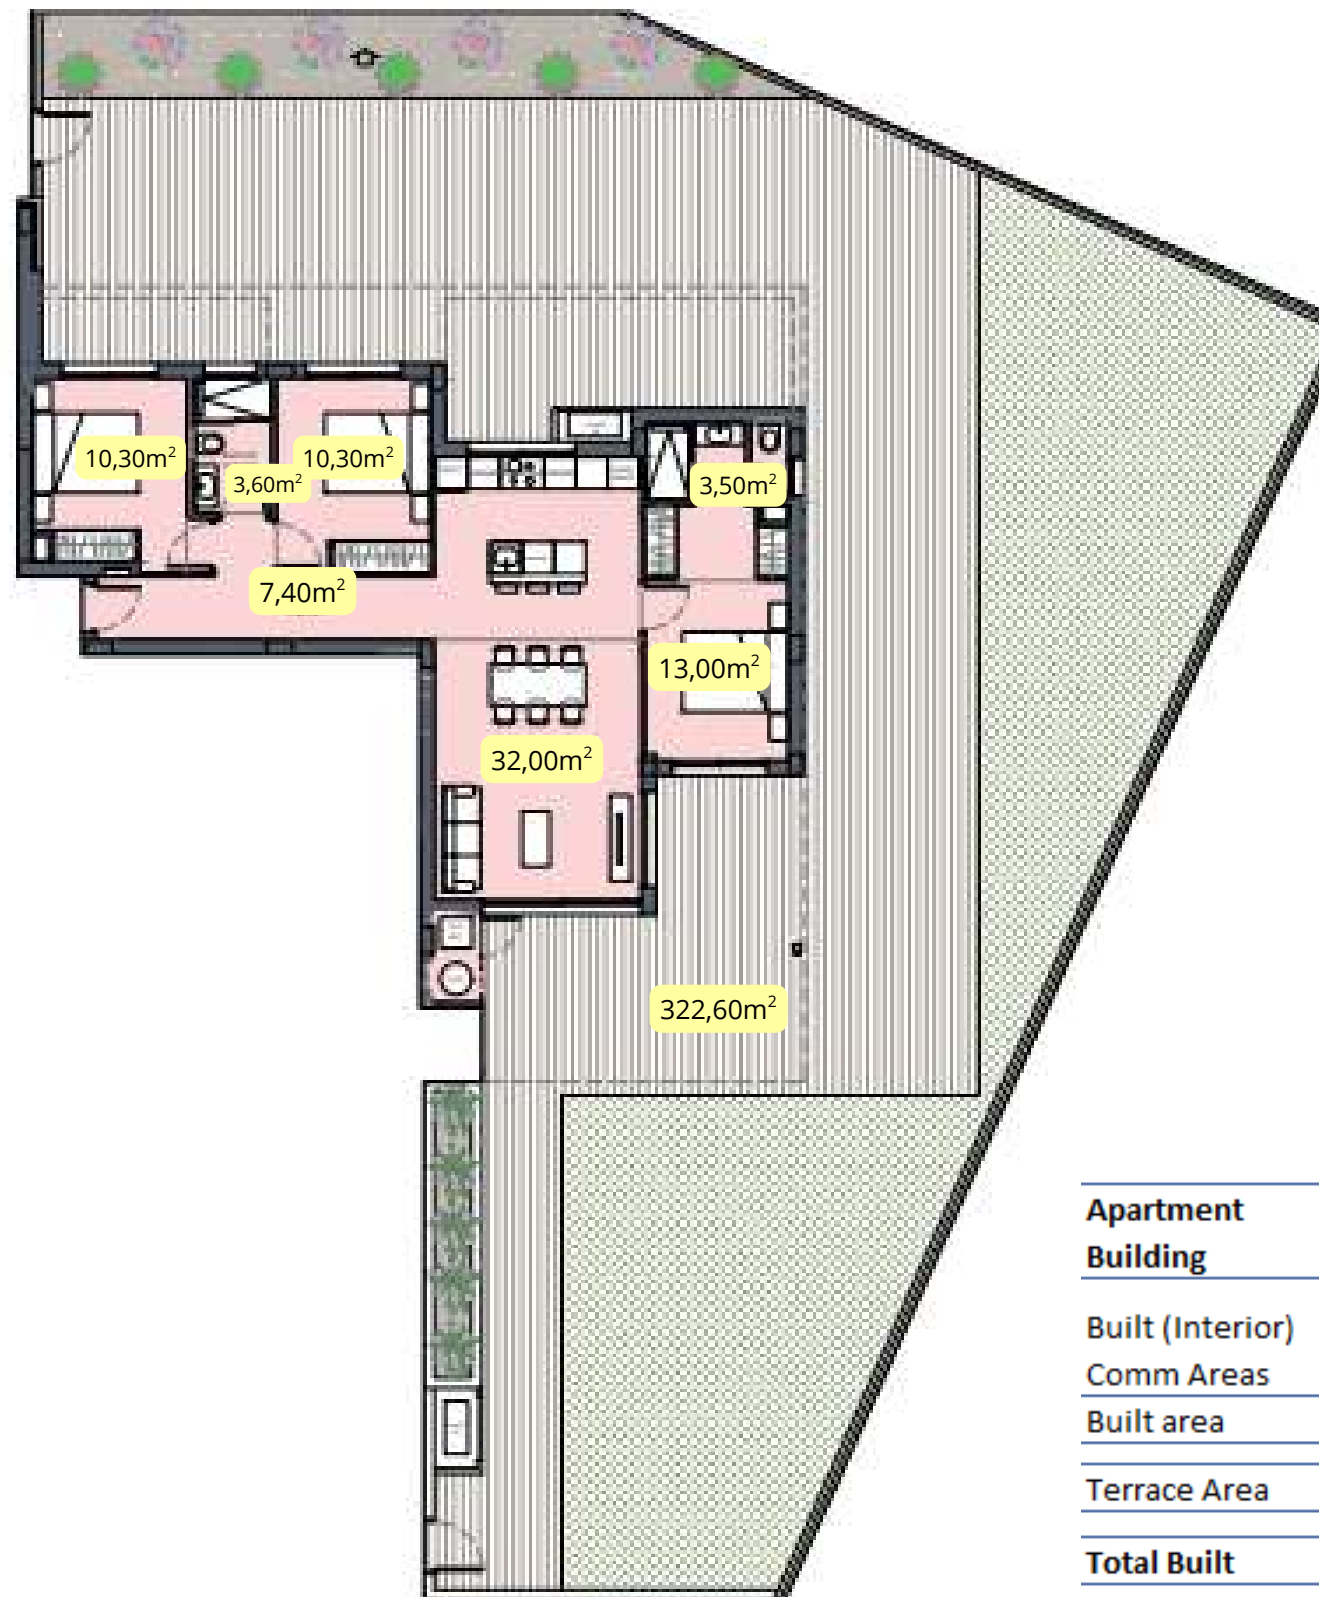 10,30m²
10,30m²
3,60m²
3,50m²
7,40m²
13,00m²
32,00m²
322,60m²
Apartment
Building
Built (Interior)
Comm Areas
Built area
Terrace Area
Total Built